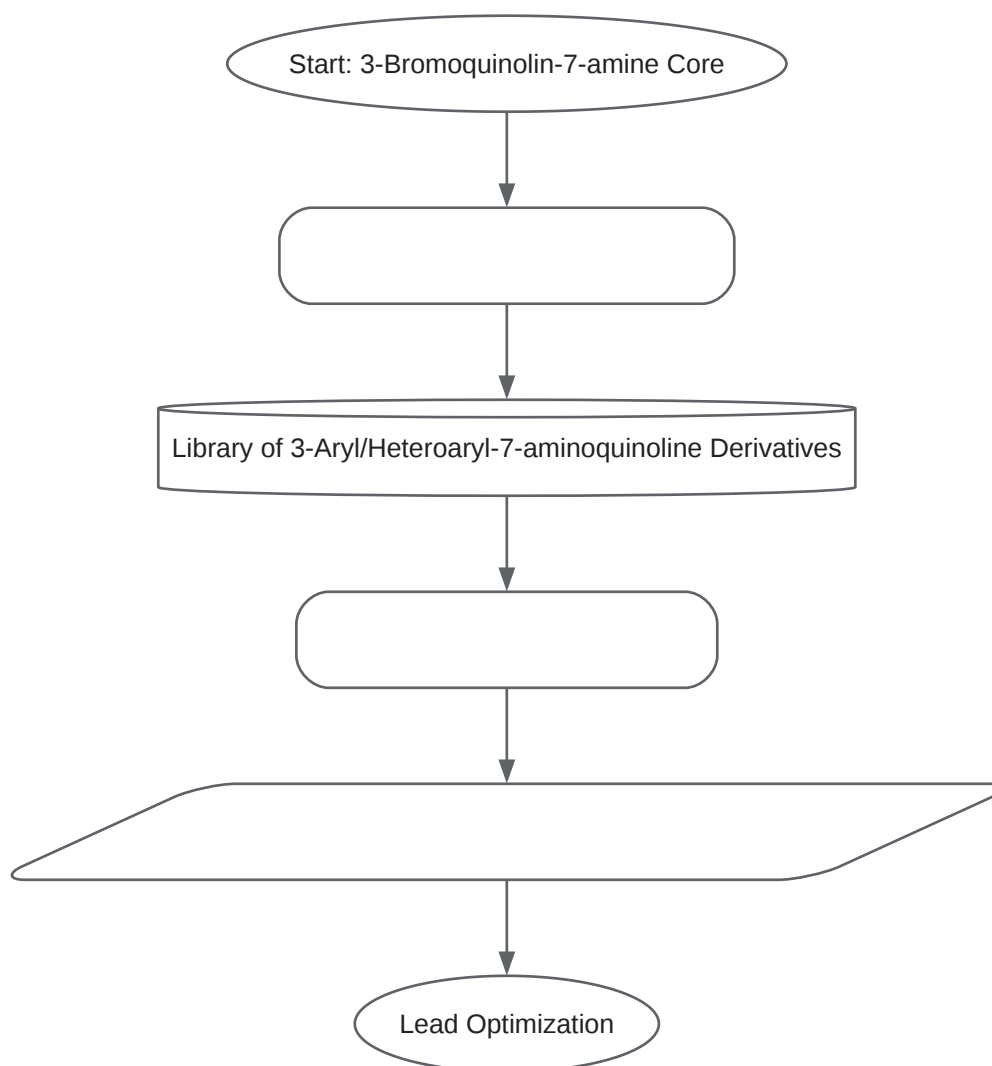 Start: 3-Bromoquinolin-7-amine Core
Library of 3-Aryl/Heteroaryl-7-aminoquinoline Derivatives
Lead Optimization